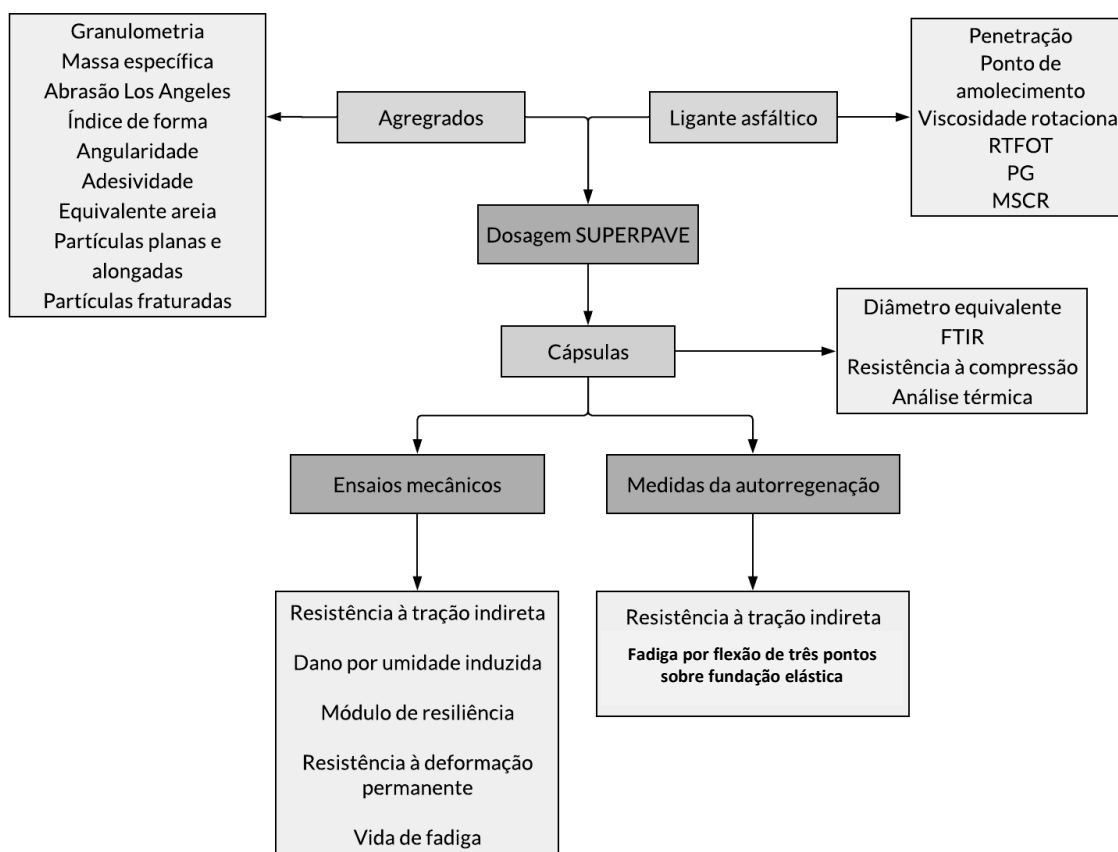 Granulometria
Massa específica
Abrasão Los Angeles
Índice de forma
Angularidade
Adesividade
Equivalente areia
Partículas planas e
alongadas
Partículas fraturadas
Agregrados
Ligante asfáltico
Penetração
Ponto de
amolecimento
Viscosidade rotaciona
RTFOT
PG
MSCR
Dosagem SUPERPAVE
Cápsulas
Diâmetro equivalente
FTIR
Resistência à compressão
Análise térmica
Ensaios mecânicos
Medidas da autorregenação
Resistência à tração indireta
Dano por umidade induzida
Módulo de resiliência
Resistência à deformação
permanente
Vida de fadiga
Resistência à tração indireta
Fadiga por flexão de três pontos
sobre fundação elástica